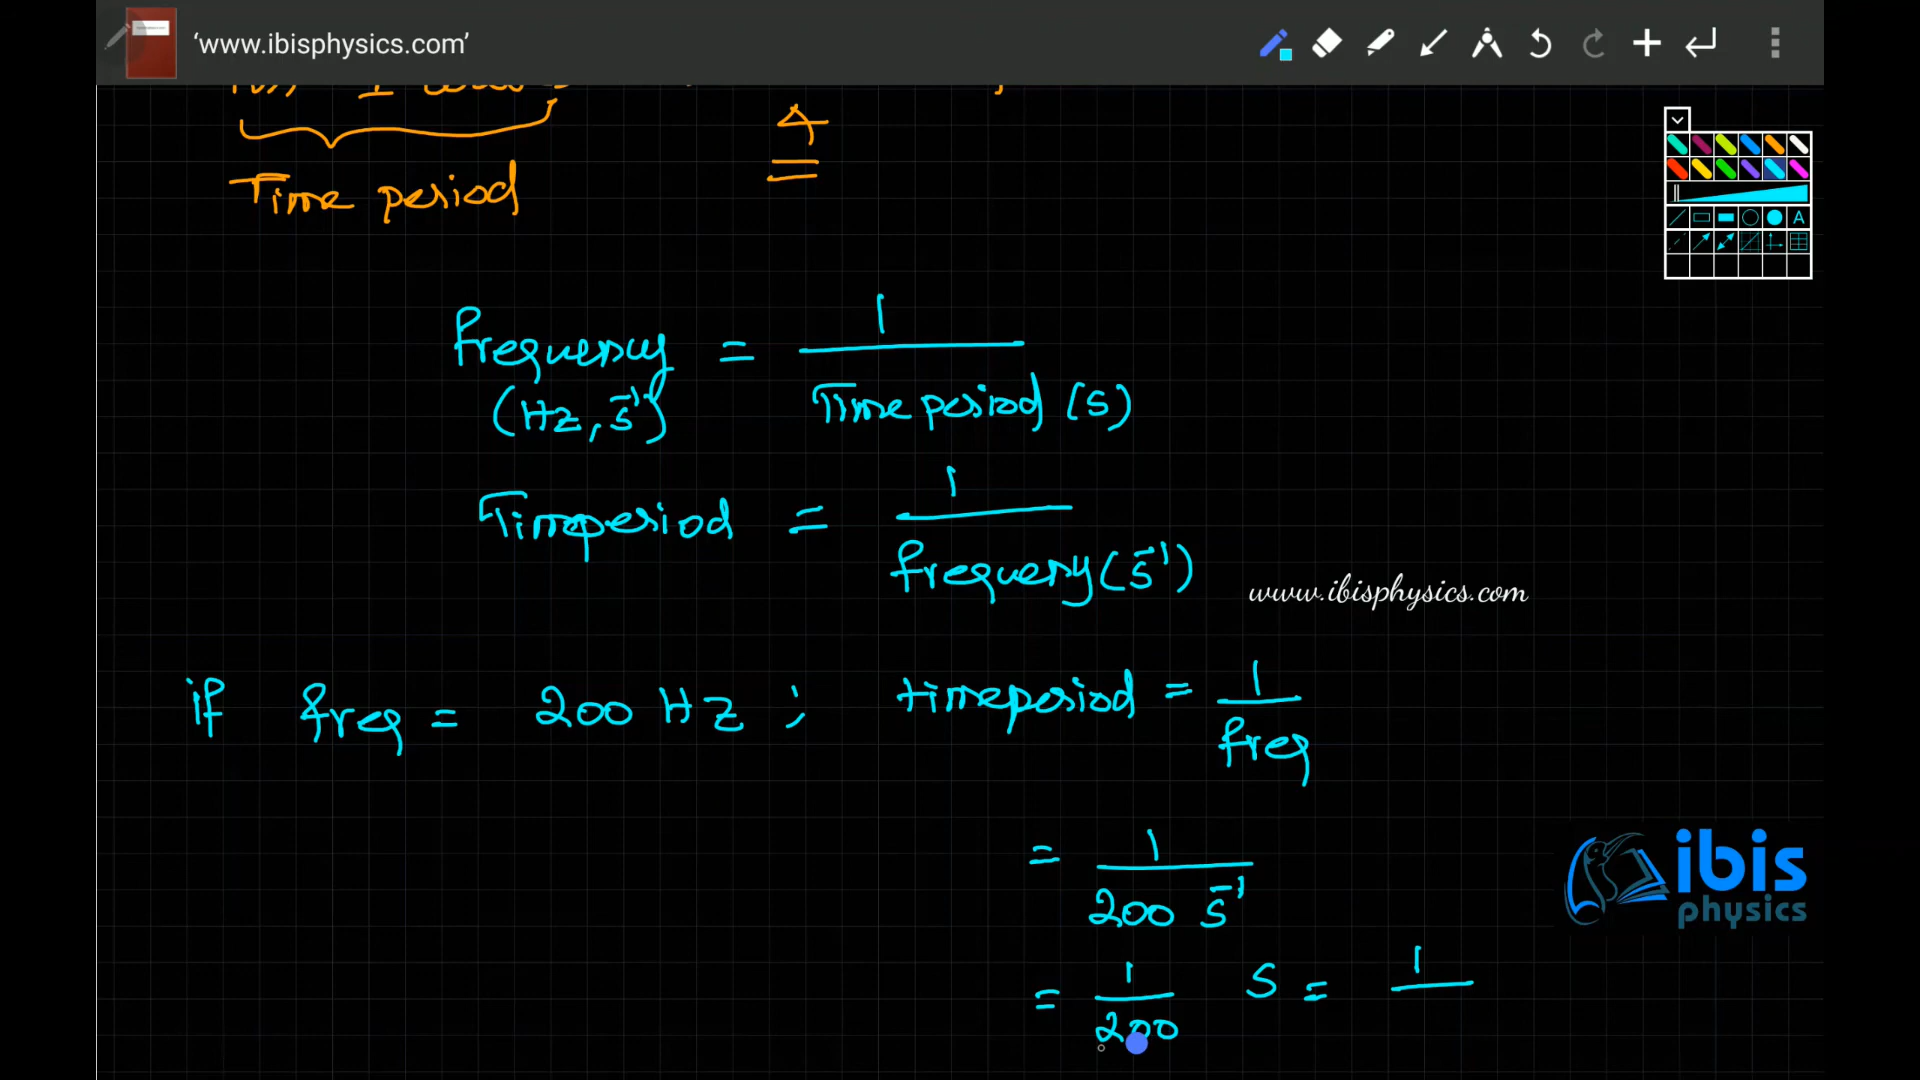 'www.ibisphysics.com'
4
Time period
frequency = 1 / Time period (s)
(Hz, s⁻¹)
Timeperiod = 1 / frequency (s⁻¹)
www.ibisphysics.com
if freq = 200 Hz ; timeperiod = 1 / freq
= 1 / 200 s⁻¹
= 1 / 200 s = 1
ibis
physics
A